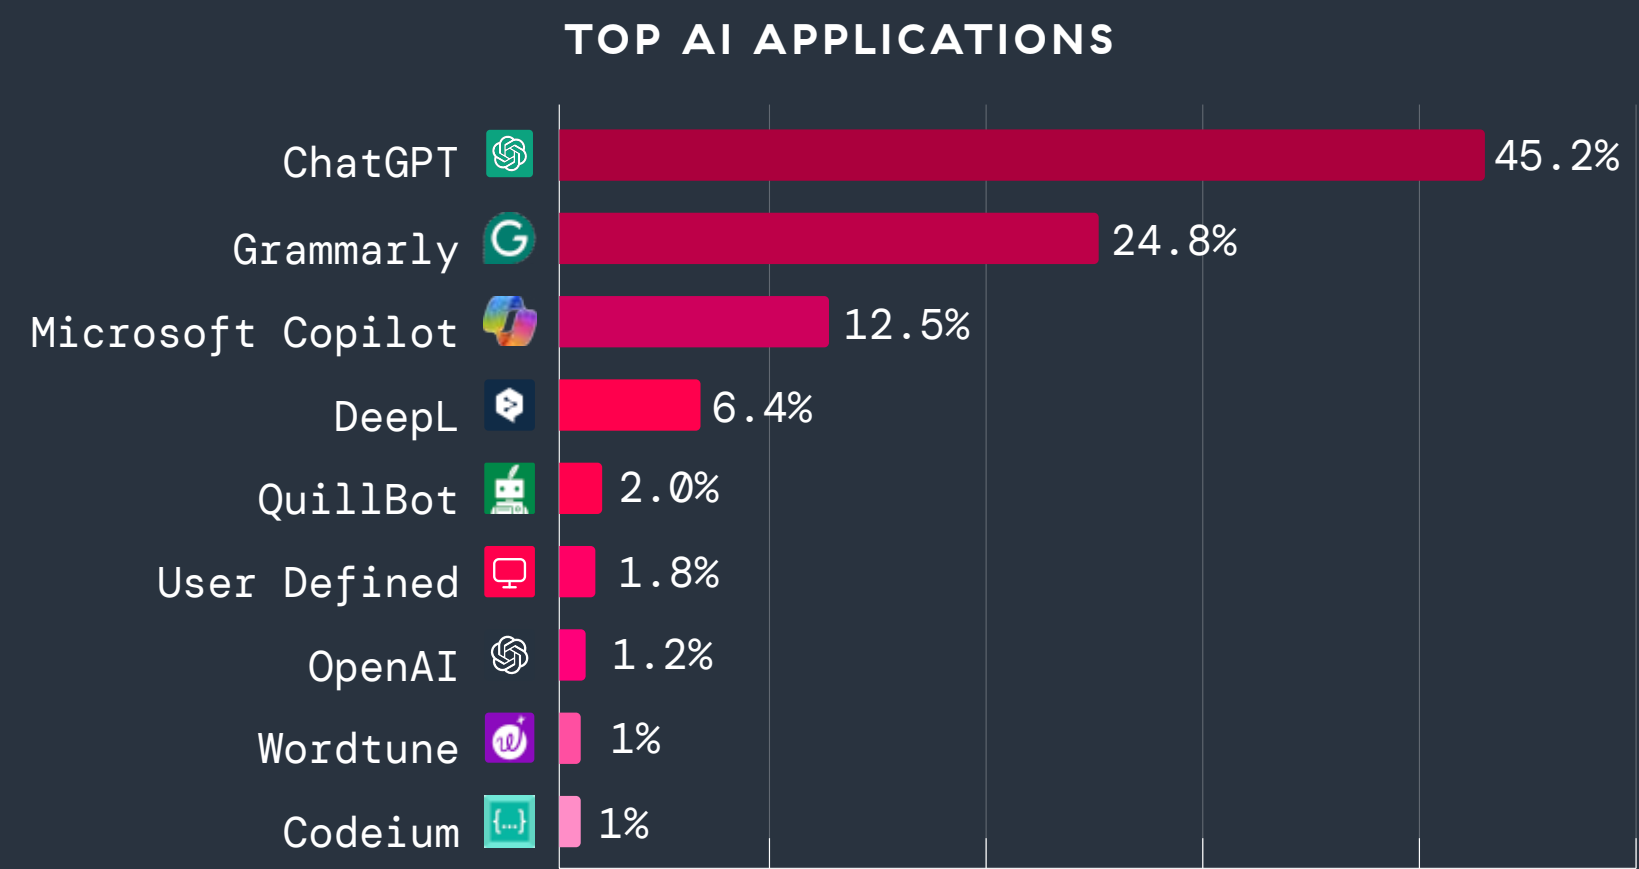 TOP AI APPLICATIONS
ChatGPT 45.2%
Grammarly 24.8%
Microsoft Copilot 12.5%
DeepL 6.4%
QuillBot 2.0%
User Defined 1.8%
OpenAI 1.2%
Wordtune 1%
Codeium 1%